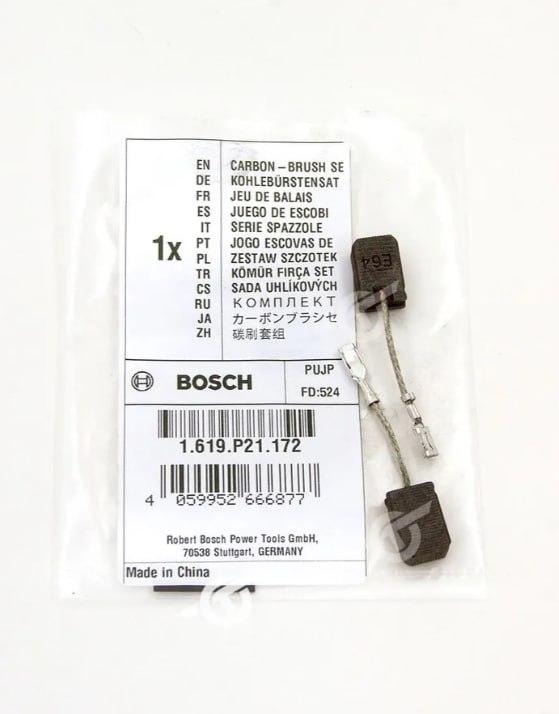 EN CARBON – BRUSH SE
DE KOHLEBÜRSTENSAT
FR JEU DE BALAIS
ES JUEGO DE ESCOBI
IT SERIE SPAZZOLE
1x
PT JOGO ESCOVAS DE
PL ZESTAW SZCZOTEK
TR KÖMÜR FIRÇA SET
CS SADA UHLÍKOVÝCH
RU КОМПЛЕКТ
JA カーボンブラシセ
ZH 碳刷套组
BOSCH
PUJP
FD:524
1.619.P21.172
4 059952 666877
Robert Bosch Power Tools GmbH,
70538 Stuttgart, GERMANY
Made in China
E64